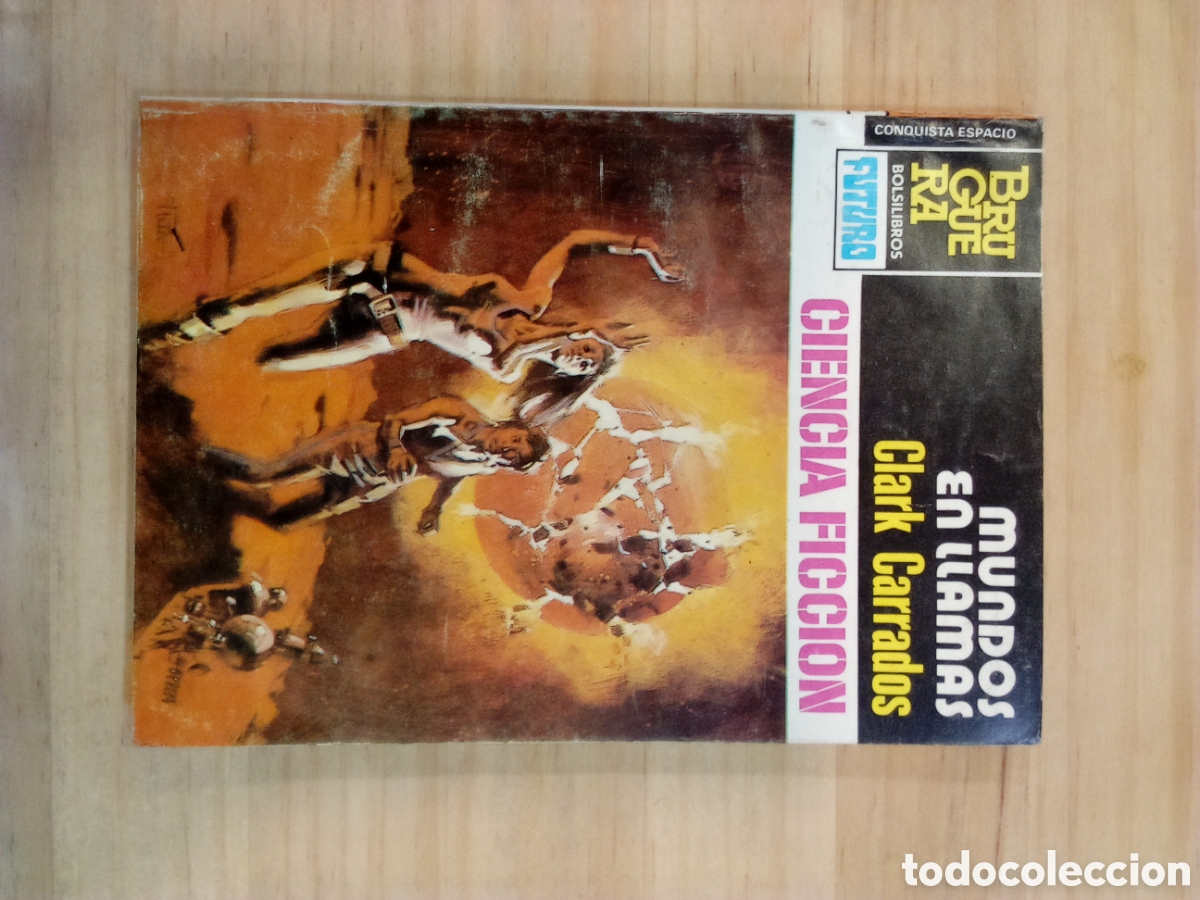 CONQUISTA ESPACIO
BRU
GUE
RA
BOLSILIBROS
FUTURO
MUNDOS
EN LLAMAS
Clark Carrados
CIENCIA FICCION
todocoleccion